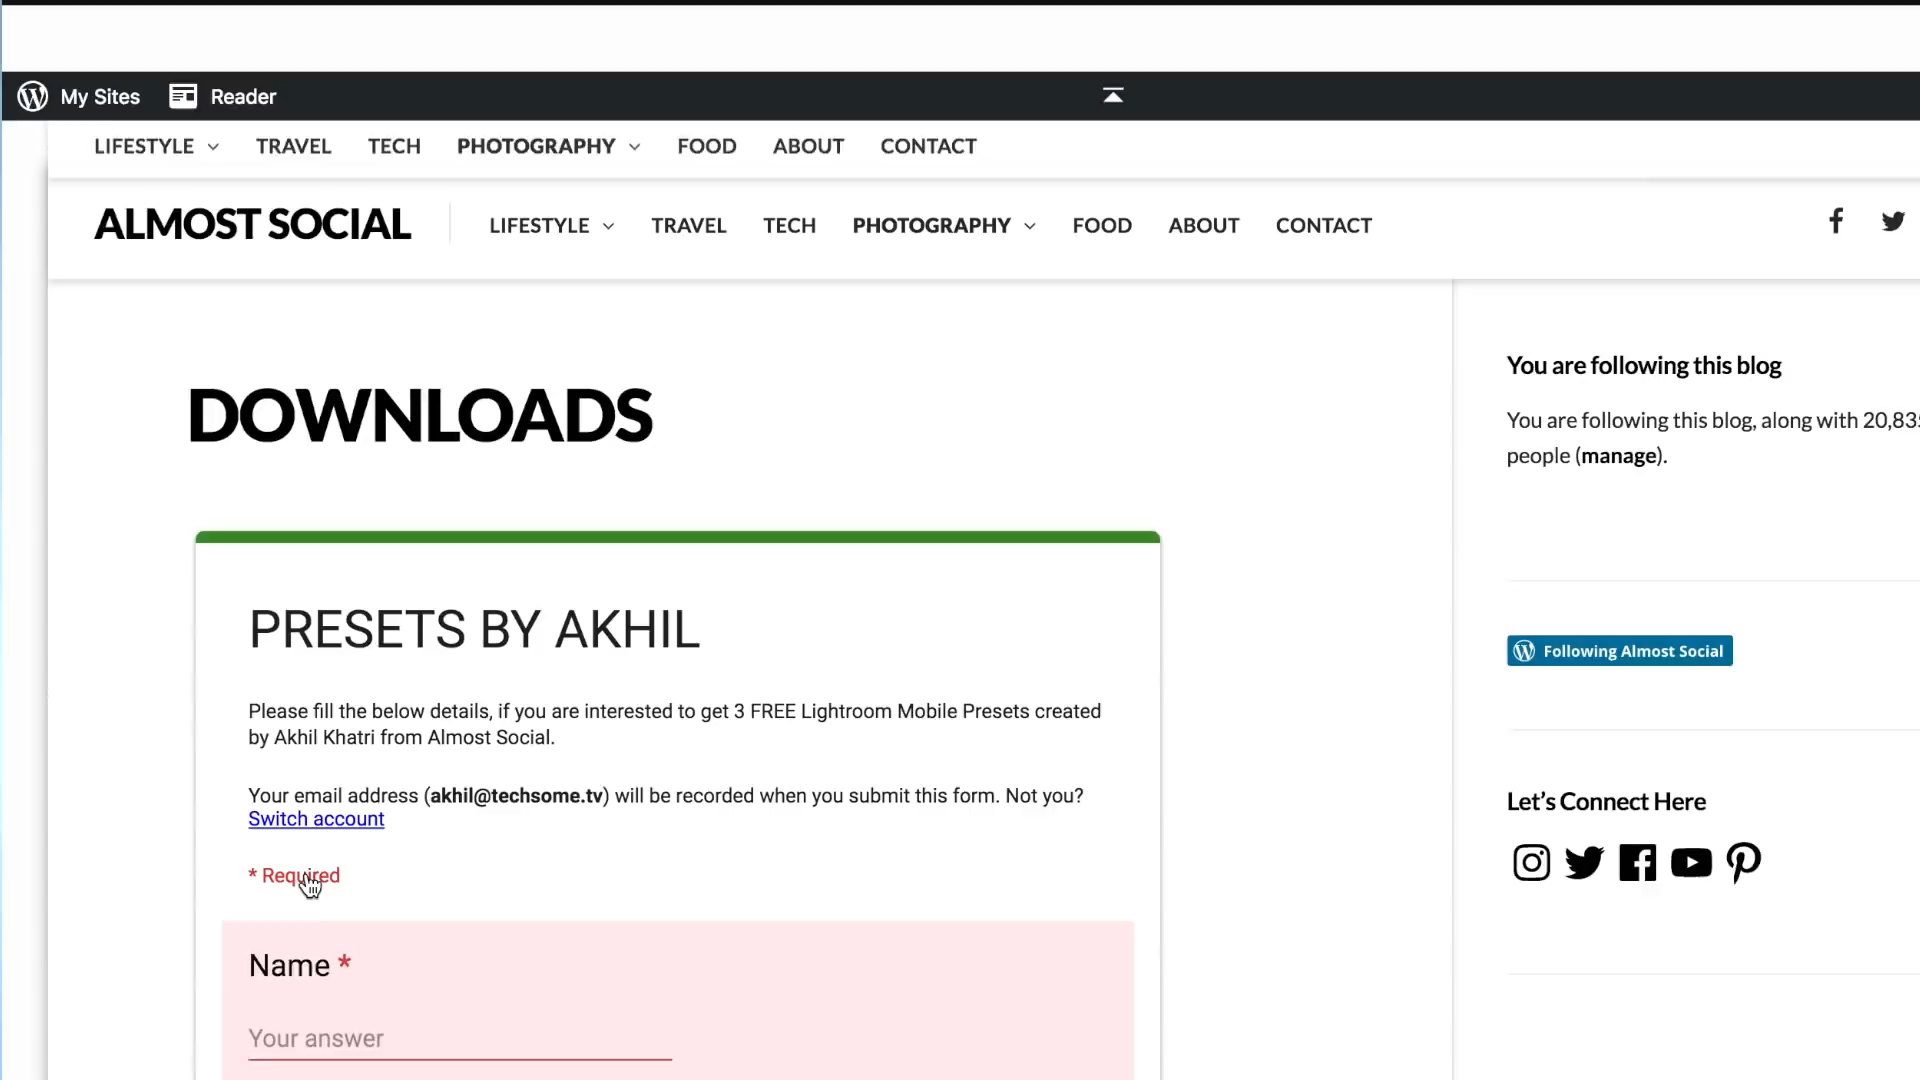 My Sites Reader
LIFESTYLE TRAVEL TECH PHOTOGRAPHY FOOD ABOUT CONTACT
ALMOST SOCIAL LIFESTYLE TRAVEL TECH PHOTOGRAPHY FOOD ABOUT CONTACT
DOWNLOADS
PRESETS BY AKHIL
Please fill the below details, if you are interested to get 3 FREE Lightroom Mobile Presets created
by Akhil Khatri from Almost Social.
Your email address (akhil@techsome.tv) will be recorded when you submit this form. Not you?
Switch account
* Required
Name *
Your answer
You are following this blog
You are following this blog, along with
people (manage).
Following Almost Social
Let's Connect Here